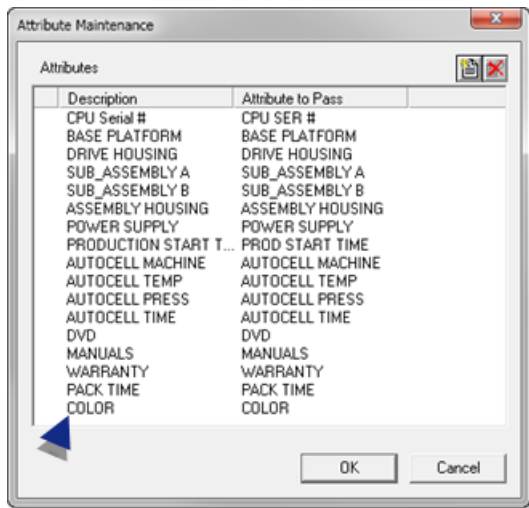 Attribute Maintenance
Attributes
Description Attribute to Pass
CPU Serial # CPU SER #
BASE PLATFORM BASE PLATFORM
DRIVE HOUSING DRIVE HOUSING
SUB_ASSEMBLY A SUB_ASSEMBLY A
SUB_ASSEMBLY B SUB_ASSEMBLY B
ASSEMBLY HOUSING ASSEMBLY HOUSING
POWER SUPPLY POWER SUPPLY
PRODUCTION START T... PROD START TIME
AUTOCELL MACHINE AUTOCELL MACHINE
AUTOCELL TEMP AUTOCELL TEMP
AUTOCELL PRESS AUTOCELL PRESS
AUTOCELL TIME AUTOCELL TIME
DVD DVD
MANUALS MANUALS
WARRANTY WARRANTY
PACK TIME PACK TIME
COLOR COLOR
OK Cancel